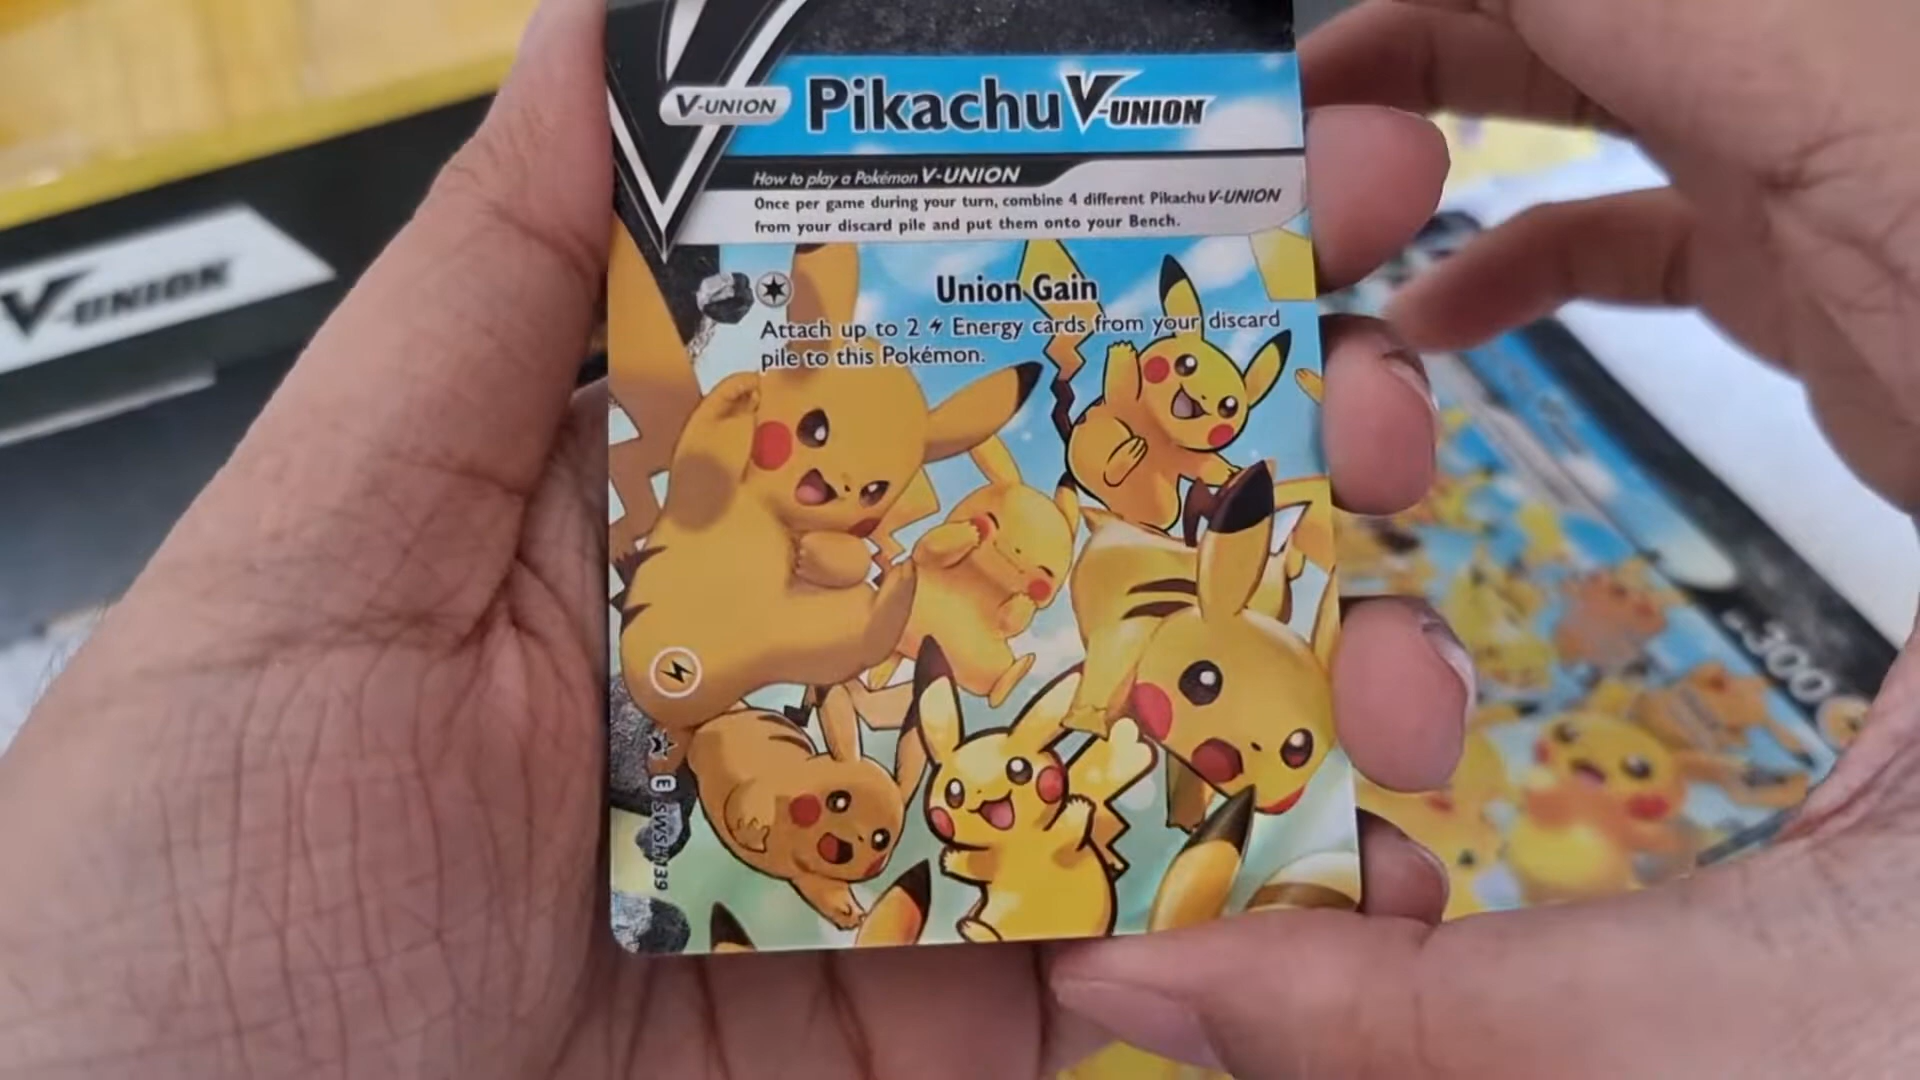 V-UNION
Pikachu V-UNION
How to play a Pokémon V-UNION
Once per game during your turn, combine 4 different Pikachu V-UNION
from your discard pile and put them onto your Bench.
Union Gain
Attach up to 2 Energy cards from your discard
pile to this Pokémon.
E SWSH139
V-UNION
300